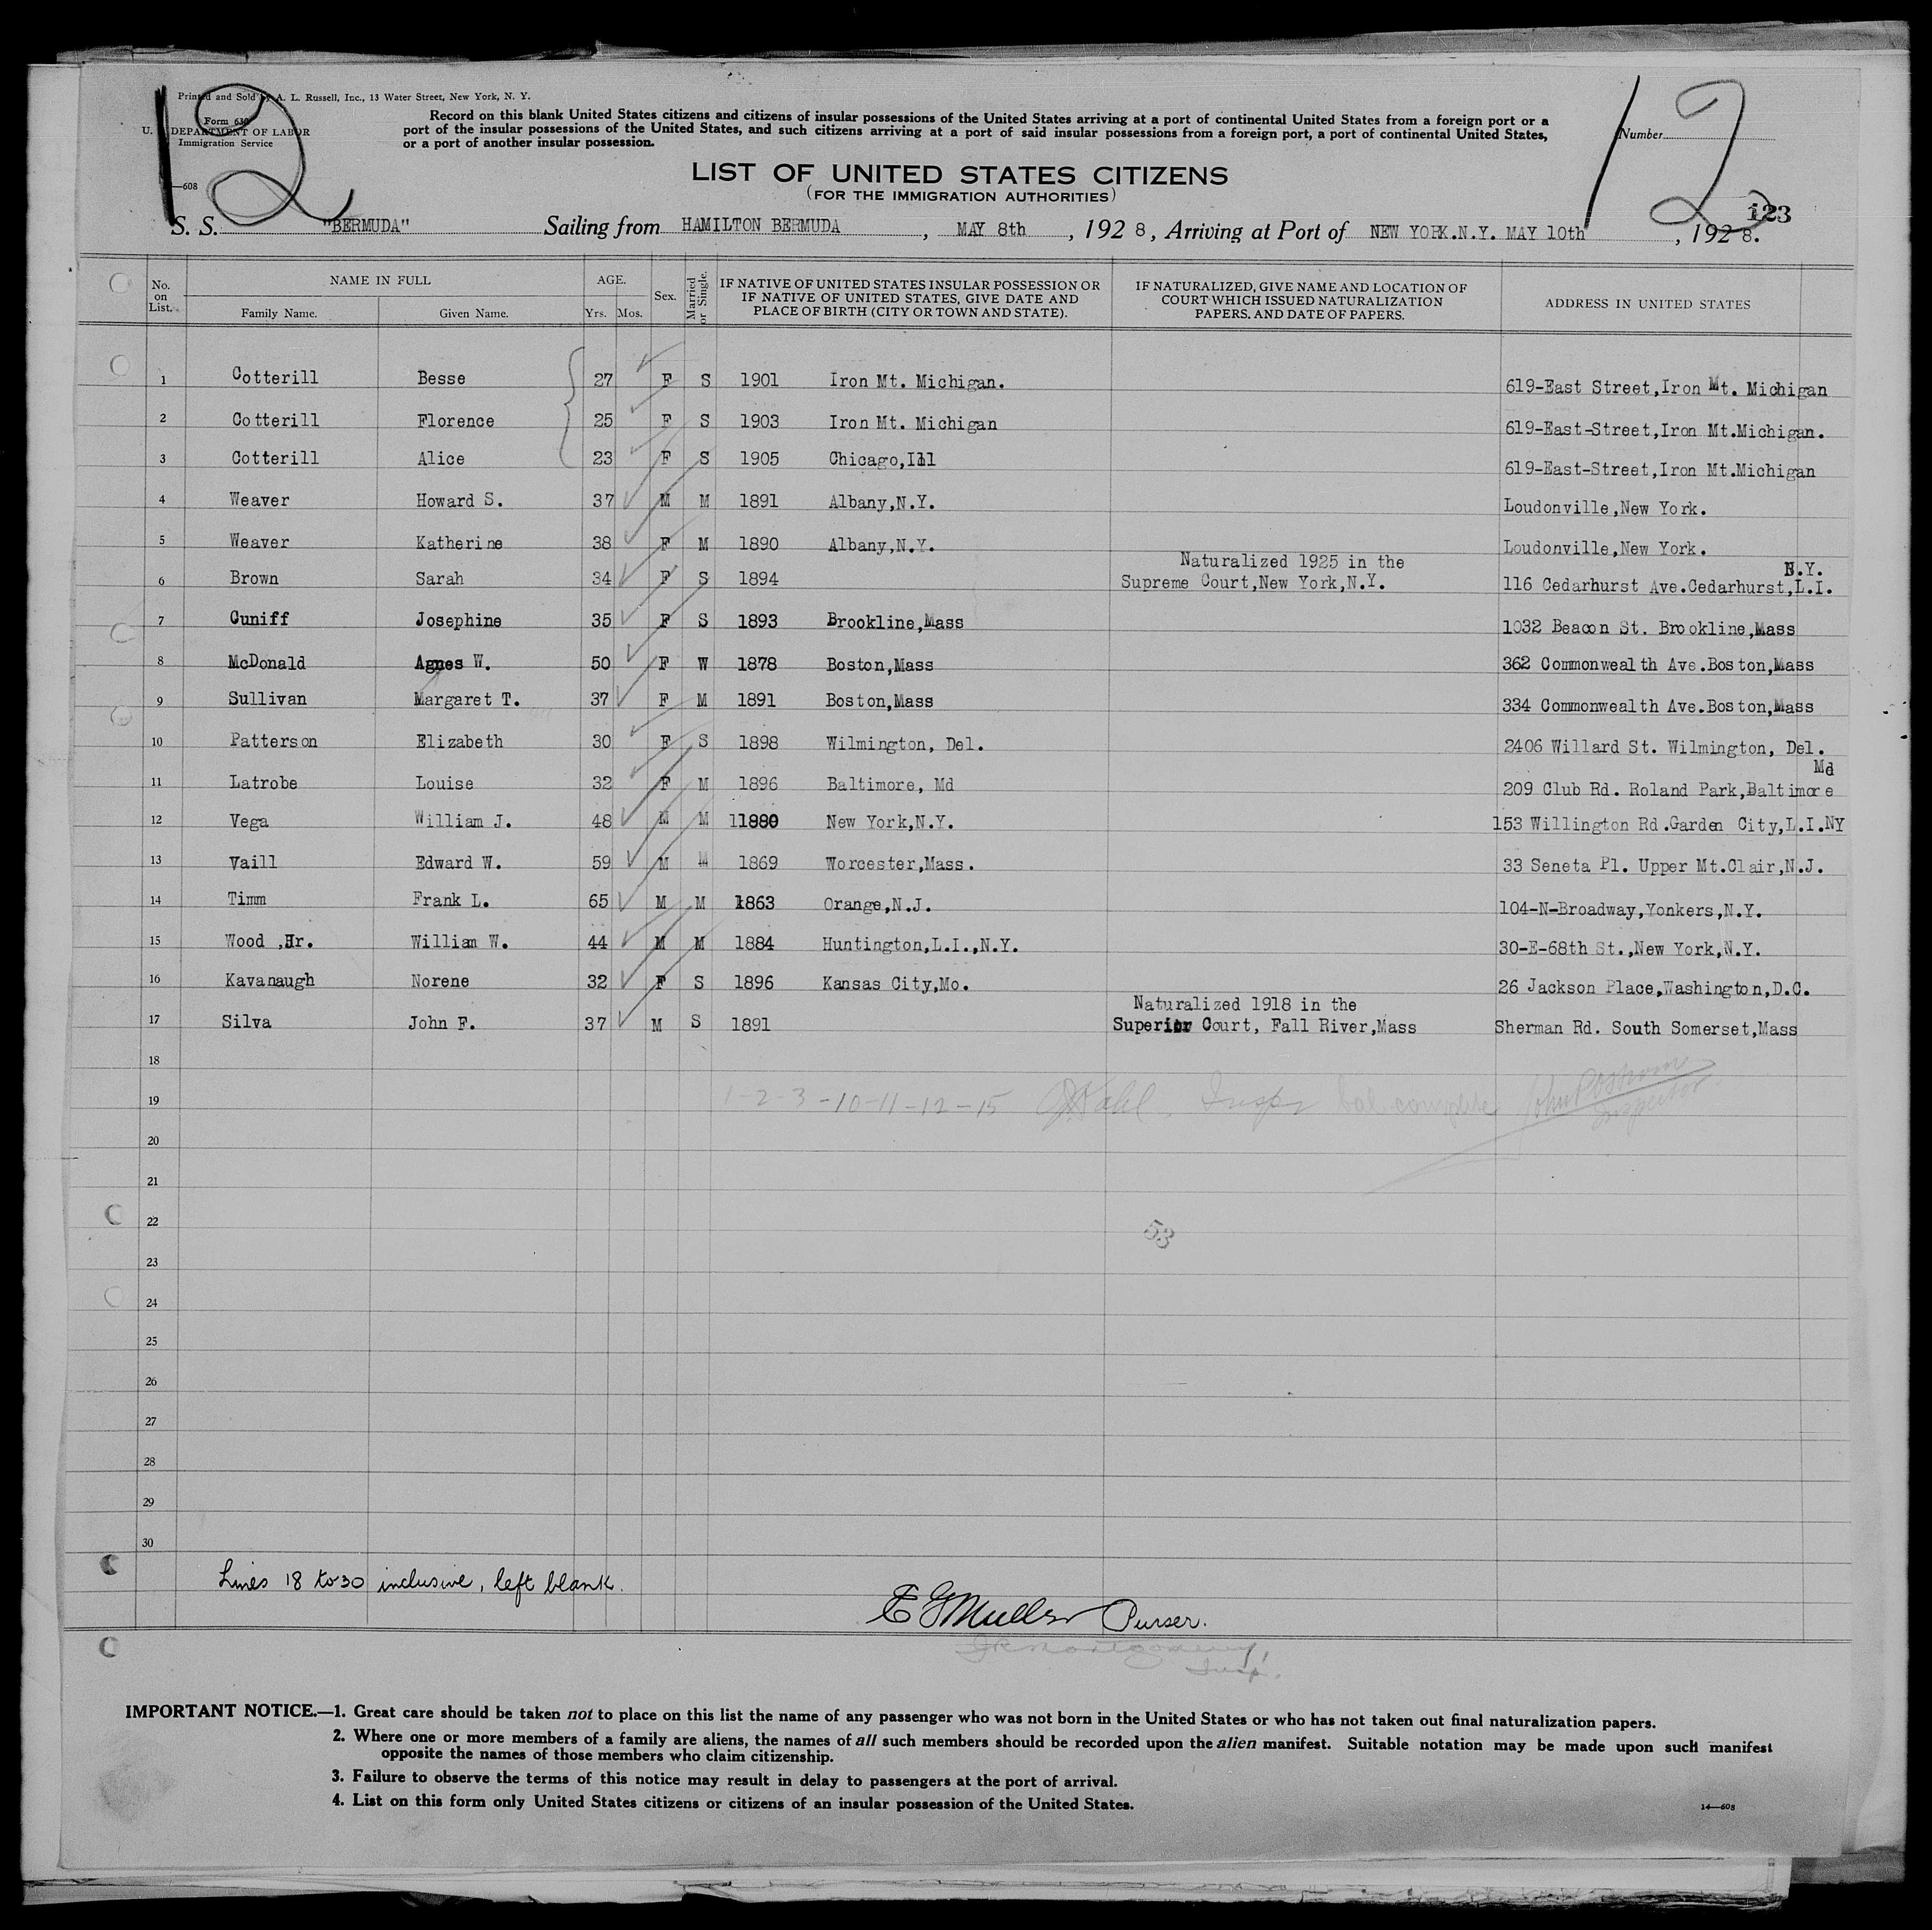 12
12
Printed and Sold by A. L. Russell, Inc., 13 Water Street, New York, N. Y.
Form 630
U. DEPARTMENT OF LABOR
Immigration Service
—608
Record on this blank United States citizens and citizens of insular possessions of the United States arriving at a port of continental United States from a foreign port or a
port of the insular possessions of the United States, and such citizens arriving at a port of said insular possessions from a foreign port, a port of continental United States,
or a port of another insular possession.
Number
LIST OF UNITED STATES CITIZENS
(FOR THE IMMIGRATION AUTHORITIES)
123
S. S. "BERMUDA" Sailing from HAMILTON BERMUDA, MAY 8th, 192 8, Arriving at Port of NEW YORK.N.Y. MAY 10th, 192 8.
No. on List. NAME IN FULL Family Name. Given Name. AGE. Yrs. Mos. Sex. Married or Single. IF NATIVE OF UNITED STATES INSULAR POSSESSION OR IF NATIVE OF UNITED STATES, GIVE DATE AND PLACE OF BIRTH (CITY OR TOWN AND STATE). IF NATURALIZED, GIVE NAME AND LOCATION OF COURT WHICH ISSUED NATURALIZATION PAPERS, AND DATE OF PAPERS. ADDRESS IN UNITED STATES
1 Cotterill Besse 27 F S 1901 Iron Mt. Michigan. 619-East Street,Iron Mt. Michigan
2 Cotterill Florence 25 F S 1903 Iron Mt. Michigan 619-East-Street,Iron Mt.Michigan.
3 Cotterill Alice 23 F S 1905 Chicago,Ill 619-East-Street,Iron Mt.Michigan
4 Weaver Howard S. 37 M M 1891 Albany,N.Y. Loudonville,New York.
5 Weaver Katherine 38 F M 1890 Albany,N.Y. Loudonville,New York.
Naturalized 1925 in the N.Y.
6 Brown Sarah 34 F S 1894 Supreme Court,New York,N.Y. 116 Cedarhurst Ave.Cedarhurst,L.I.
7 Cuniff Josephine 35 F S 1893 Brookline,Mass 1032 Beacon St. Brookline,Mass
8 McDonald Agnes W. 50 F W 1878 Boston,Mass 362 Commonwealth Ave.Boston,Mass
9 Sullivan Margaret T. 37 F M 1891 Boston,Mass 334 Commonwealth Ave.Boston,Mass
10 Patterson Elizabeth 30 F S 1898 Wilmington, Del. 2406 Willard St. Wilmington, Del.
Md
11 Latrobe Louise 32 F M 1896 Baltimore, Md 209 Club Rd. Roland Park,Baltimore
12 Vega William J. 48 M M 11880 New York,N.Y. 153 Willington Rd.Garden City,L.I.NY
13 Vaill Edward W. 59 M M 1869 Worcester,Mass. 33 Seneta Pl. Upper Mt.Clair,N.J.
14 Timm Frank L. 65 M M 1863 Orange,N.J. 104-N-Broadway,Yonkers,N.Y.
15 Wood ,Jr. William W. 44 M M 1884 Huntington,L.I.,N.Y. 30-E-68th St.,New York,N.Y.
16 Kavanaugh Norene 32 F S 1896 Kansas City,Mo. 26 Jackson Place,Washington,D.C.
Naturalized 1918 in the
17 Silva John F. 37 M S 1891 Superior Court, Fall River,Mass Sherman Rd. South Somerset,Mass
18
19 1-2-3-10-11-12-15 Insp Bal complete Inspector
20
21
22
53
23
24
25
26
27
28
29
30
Lines 18 to 30 inclusive, left blank.
E G Muller Purser.
Montgomery,
Insp.
IMPORTANT NOTICE.—1. Great care should be taken not to place on this list the name of any passenger who was not born in the United States or who has not taken out final naturalization papers.
2. Where one or more members of a family are aliens, the names of all such members should be recorded upon the alien manifest. Suitable notation may be made upon such manifest
opposite the names of those members who claim citizenship.
3. Failure to observe the terms of this notice may result in delay to passengers at the port of arrival.
4. List on this form only United States citizens or citizens of an insular possession of the United States.
14—608